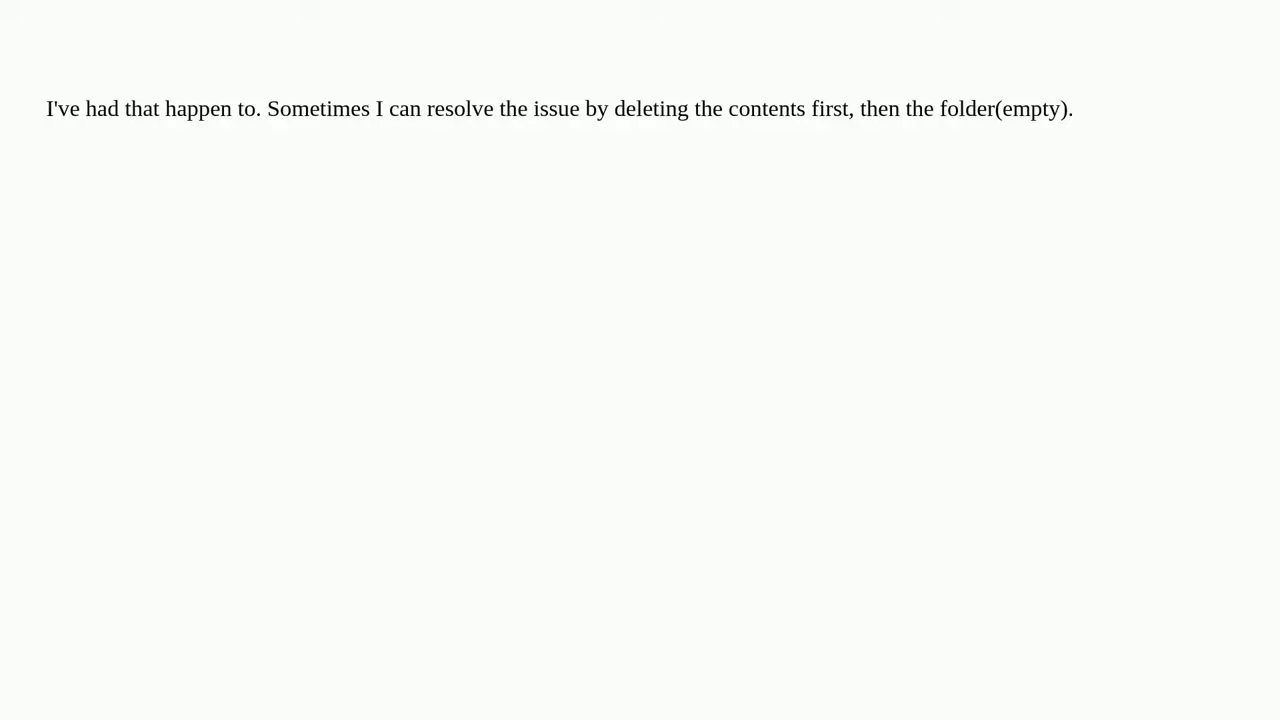 I've had that happen to. Sometimes I can resolve the issue by deleting the contents first, then the folder(empty).